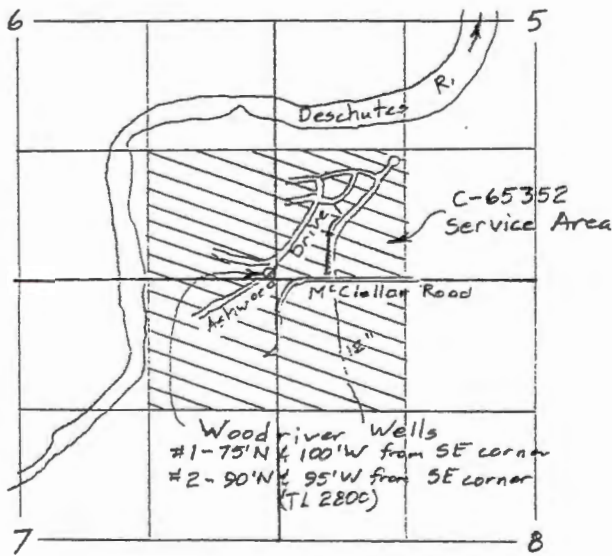 6
5
Deschutes
R.
C-65352
Service Area
Drive
Ashwood
McClellan Road
12"
Woodriver Wells
#1-75'N & 100'W from SE corner
#2-90'N & 95'W from SE corner
(TL 2800)
7
8